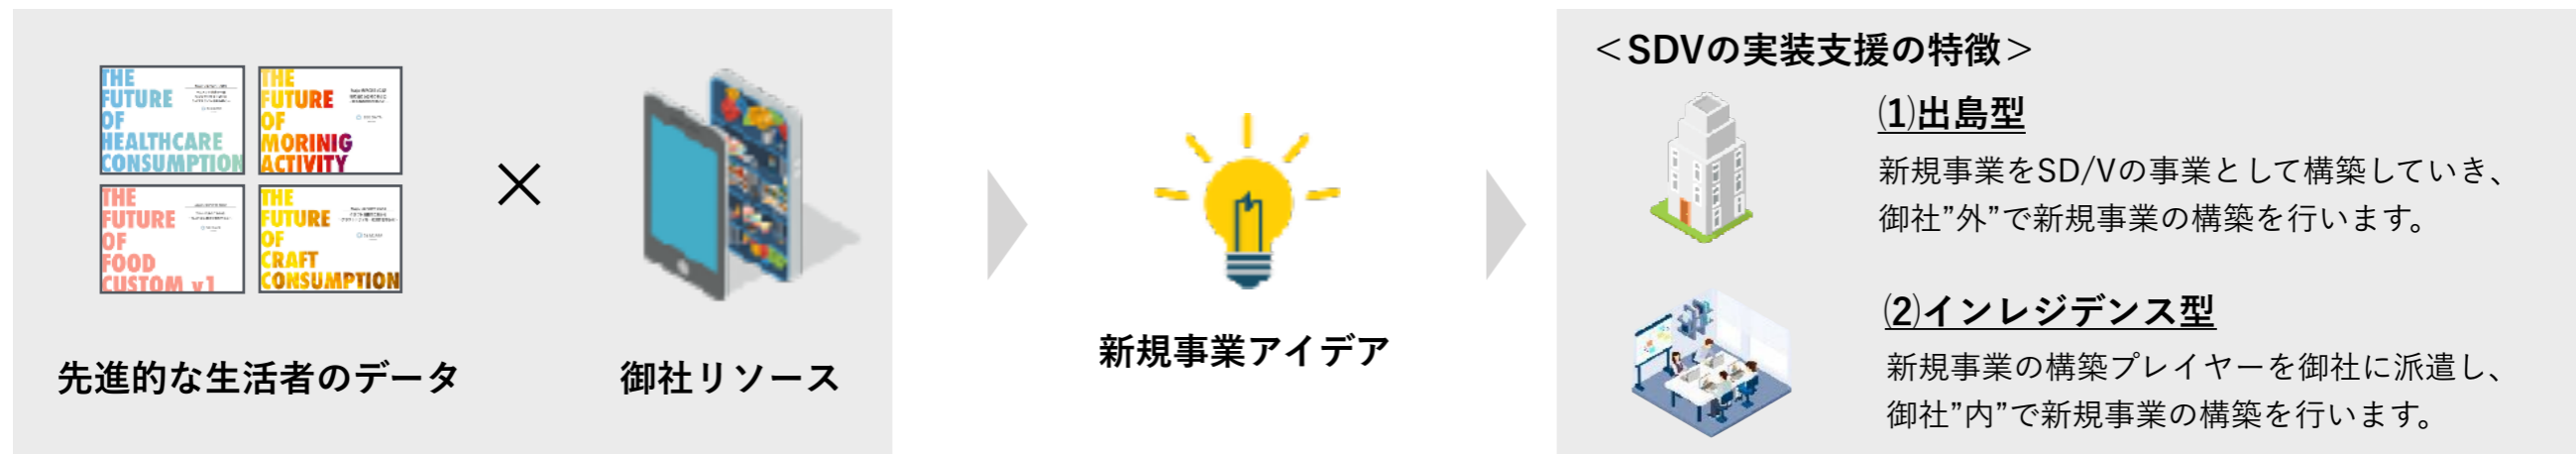 THE
FUTURE
OF
HEALTHCARE
CONSUMPTION
THE
FUTURE
OF
MORINIG
ACTIVITY
THE
FUTURE
OF
FOOD
CUSTOM v1
THE
FUTURE
OF
CRAFT
CONSUMPTION
×
先進的な生活者のデータ
御社リソース
新規事業アイデア
＜SDVの実装支援の特徴＞
⑴出島型
新規事業をSD/Vの事業として構築していき、
御社”外”で新規事業の構築を行います。
⑵インレジデンス型
新規事業の構築プレイヤーを御社に派遣し、
御社”内”で新規事業の構築を行います。